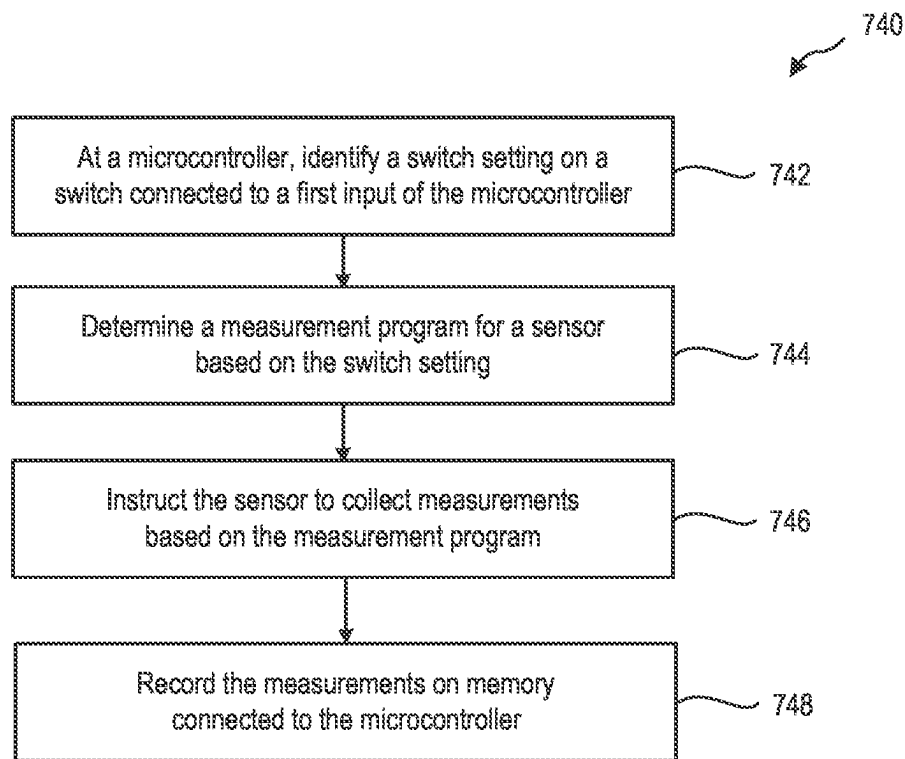 740
At a microcontroller, identify a switch setting on a
switch connected to a first input of the microcontroller
742
Determine a measurement program for a sensor
based on the switch setting
744
Instruct the sensor to collect measurements
based on the measurement program
746
Record the measurements on memory
connected to the microcontroller
748